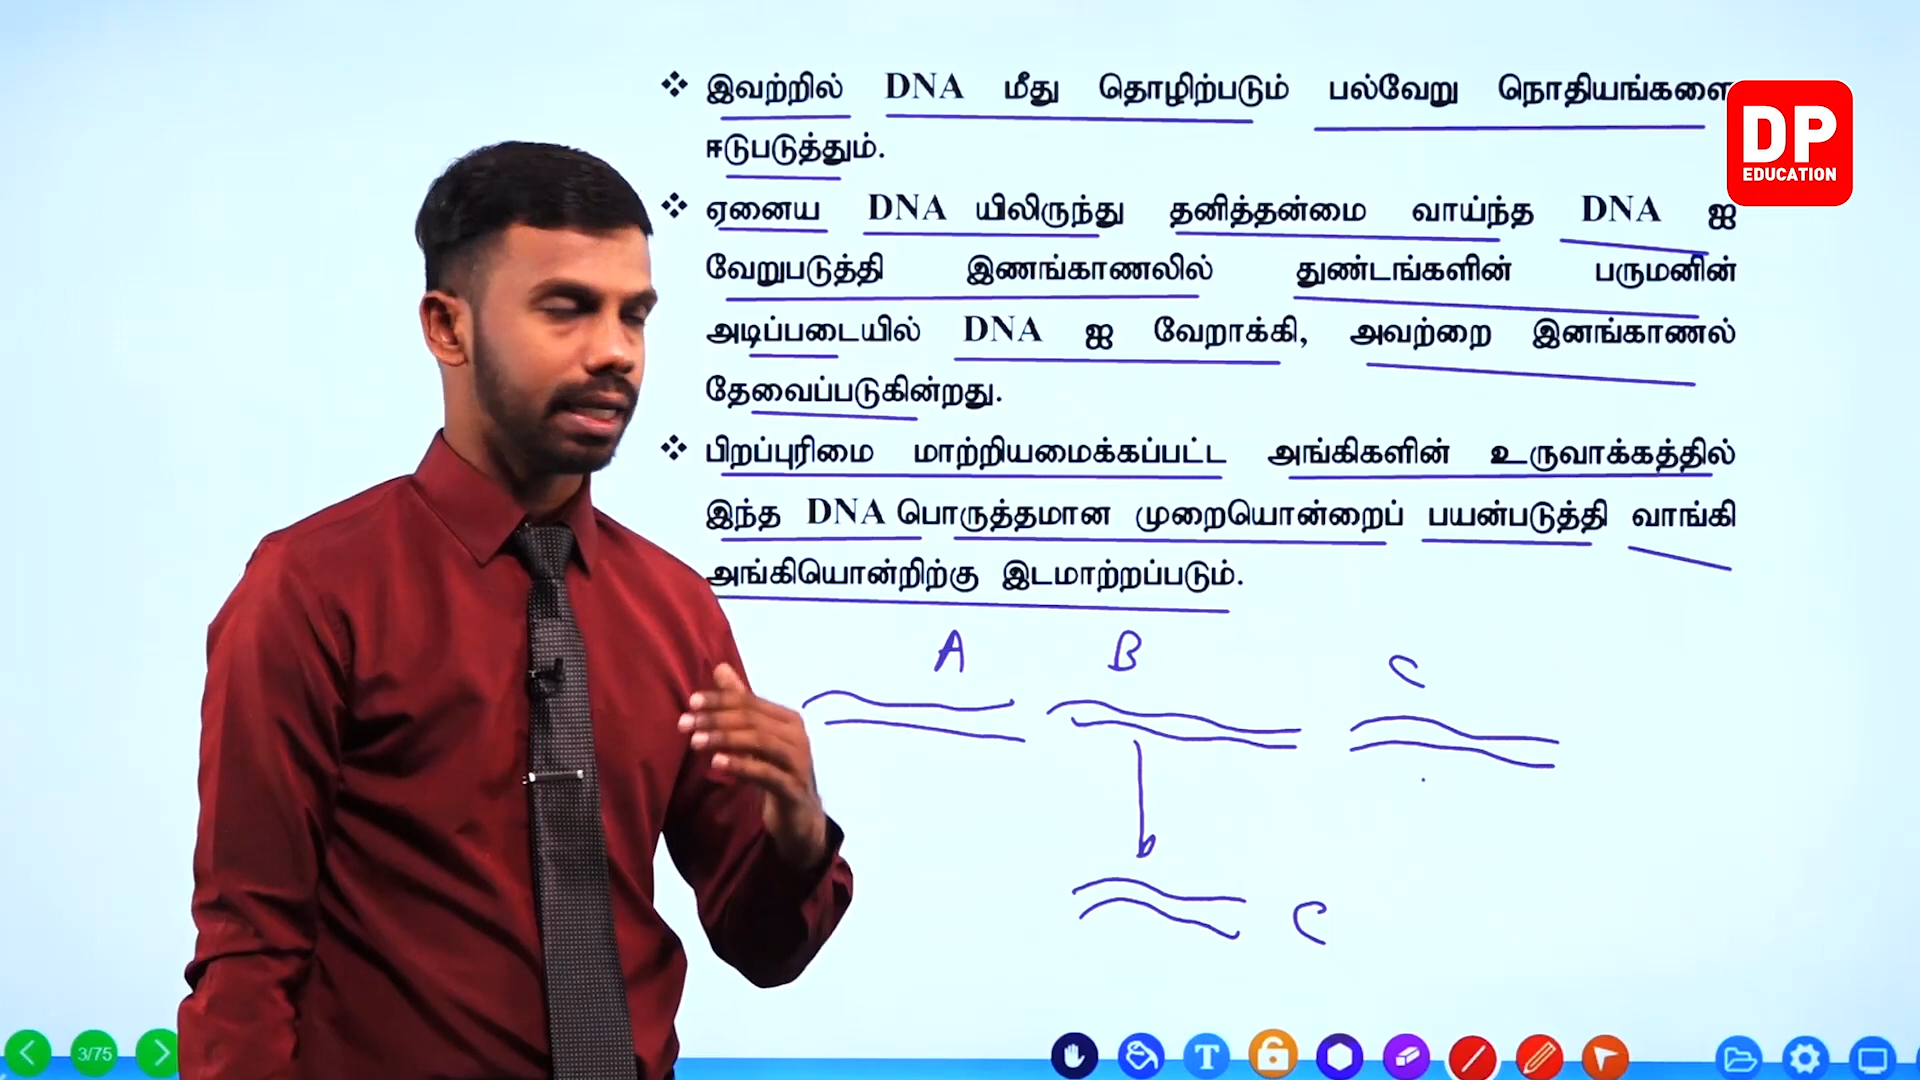 ❖ இவற்றில் DNA மீது தொழிற்படும் பல்வேறு நொதியங்களை
ஈடுபடுத்தும்.
❖ ஏனைய DNA யிலிருந்து தனித்தன்மை வாய்ந்த DNA ஐ
வேறுபடுத்தி இணங்காணலில் துண்டங்களின் பருமனின்
அடிப்படையில் DNA ஐ வேறாக்கி, அவற்றை இனங்காணல்
தேவைப்படுகின்றது.
❖ பிறப்புரிமை மாற்றியமைக்கப்பட்ட அங்கிகளின் உருவாக்கத்தில்
இந்த DNA பொருத்தமான முறையொன்றைப் பயன்படுத்தி வாங்கி
அங்கியொன்றிற்கு இடமாற்றப்படும்.
A B C
C
DP
EDUCATION
3/75
T